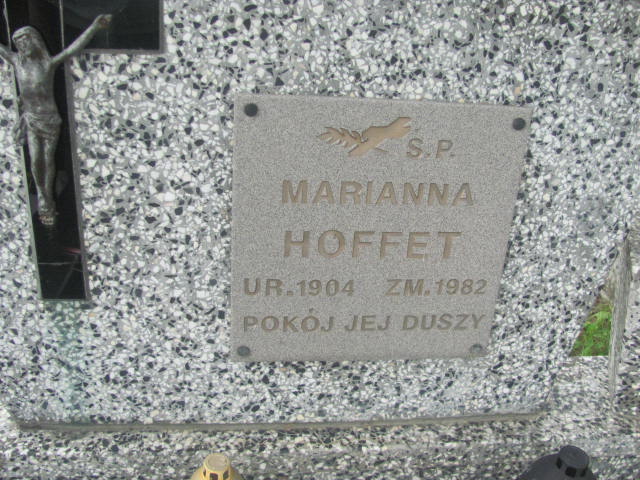 Ś.P.
MARIANNA
HOFFET
UR.1904 ZM.1982
POKÓJ JEJ DUSZY